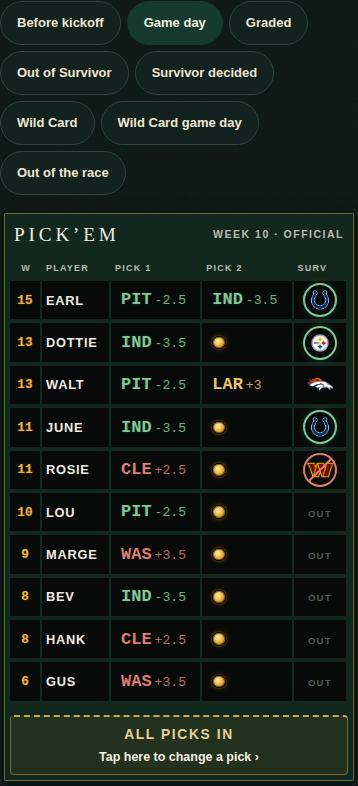 Before kickoff Game day Graded
Out of Survivor Survivor decided
Wild Card Wild Card game day
Out of the race
PICK’EM WEEK 10 · OFFICIAL
W PLAYER PICK 1 PICK 2 SURV
15 EARL PIT -2.5 IND -3.5
13 DOTTIE IND -3.5
13 WALT PIT -2.5 LAR +3
11 JUNE IND -3.5
11 ROSIE CLE +2.5 W
10 LOU PIT -2.5 OUT
9 MARGE WAS +3.5 OUT
8 BEV IND -3.5 OUT
8 HANK CLE +2.5 OUT
6 GUS WAS +3.5 OUT
ALL PICKS IN
Tap here to change a pick ›